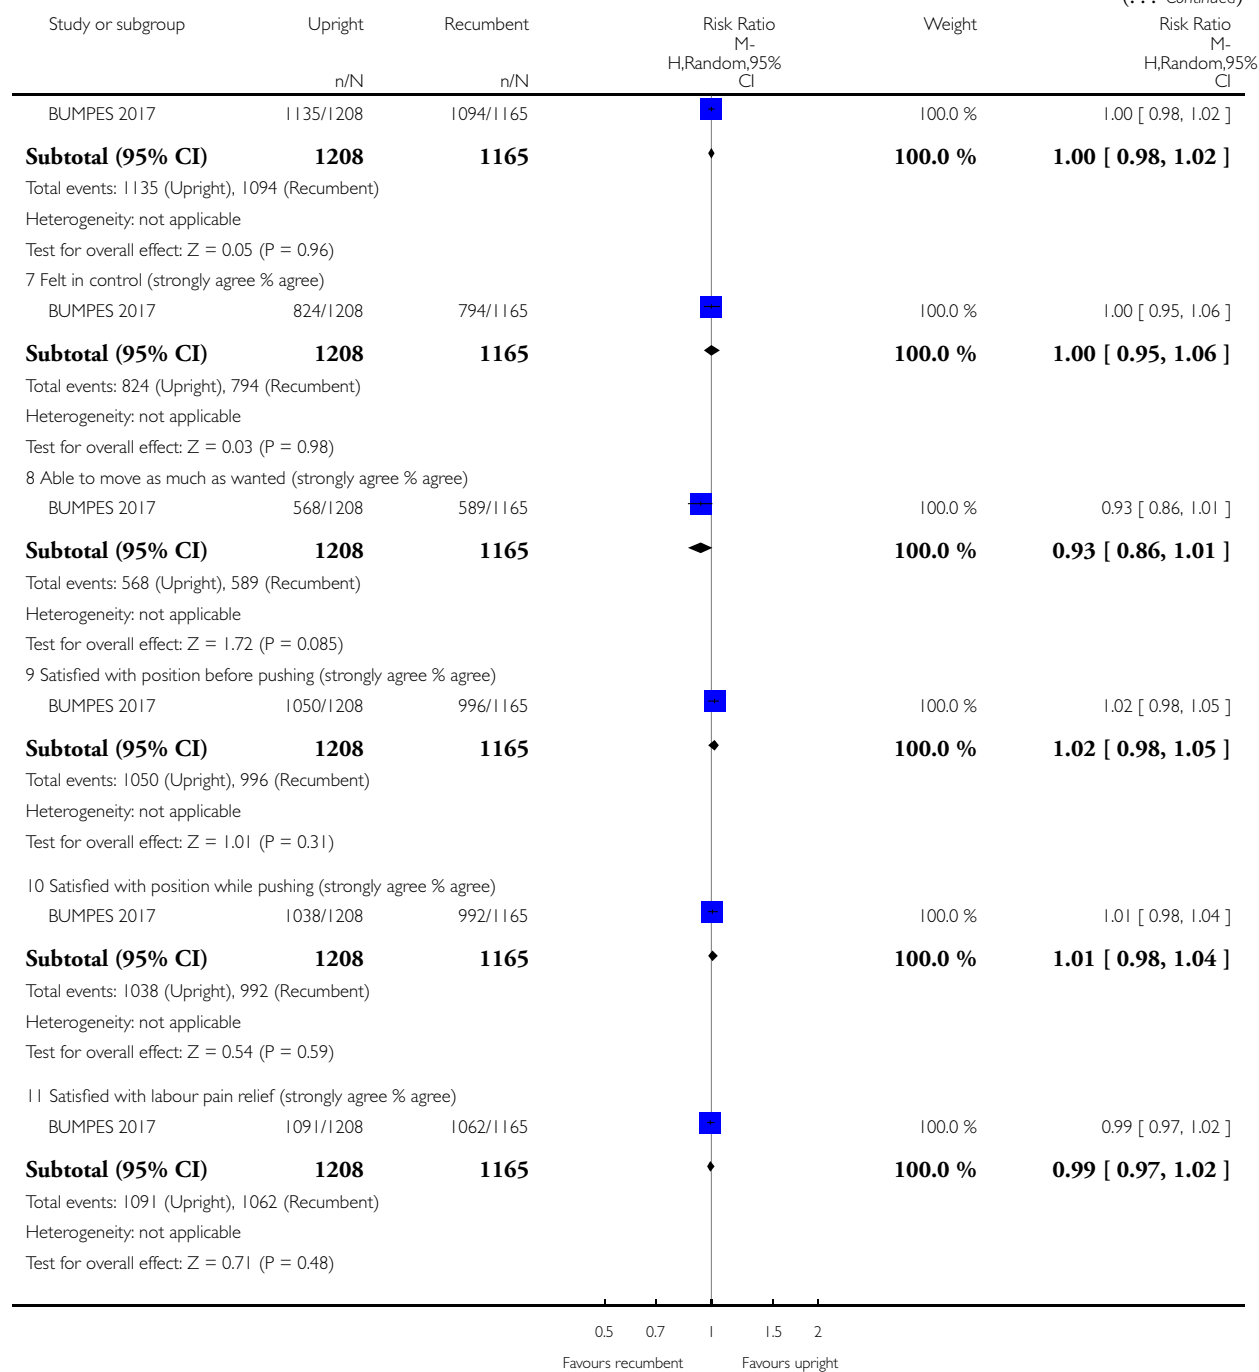 (. . . Continued)
Study or subgroup Upright Recumbent Risk Ratio Weight Risk Ratio
M- M-
H,Random,95% H,Random,95%
n/N n/N CI CI
BUMPES 2017 1135/1208 1094/1165 100.0 % 1.00 [ 0.98, 1.02 ]
Subtotal (95% CI) 1208 1165 100.0 % 1.00 [ 0.98, 1.02 ]
Total events: 1135 (Upright), 1094 (Recumbent)
Heterogeneity: not applicable
Test for overall effect: Z = 0.05 (P = 0.96)
7 Felt in control (strongly agree % agree)
BUMPES 2017 824/1208 794/1165 100.0 % 1.00 [ 0.95, 1.06 ]
Subtotal (95% CI) 1208 1165 100.0 % 1.00 [ 0.95, 1.06 ]
Total events: 824 (Upright), 794 (Recumbent)
Heterogeneity: not applicable
Test for overall effect: Z = 0.03 (P = 0.98)
8 Able to move as much as wanted (strongly agree % agree)
BUMPES 2017 568/1208 589/1165 100.0 % 0.93 [ 0.86, 1.01 ]
Subtotal (95% CI) 1208 1165 100.0 % 0.93 [ 0.86, 1.01 ]
Total events: 568 (Upright), 589 (Recumbent)
Heterogeneity: not applicable
Test for overall effect: Z = 1.72 (P = 0.085)
9 Satisfied with position before pushing (strongly agree % agree)
BUMPES 2017 1050/1208 996/1165 100.0 % 1.02 [ 0.98, 1.05 ]
Subtotal (95% CI) 1208 1165 100.0 % 1.02 [ 0.98, 1.05 ]
Total events: 1050 (Upright), 996 (Recumbent)
Heterogeneity: not applicable
Test for overall effect: Z = 1.01 (P = 0.31)
10 Satisfied with position while pushing (strongly agree % agree)
BUMPES 2017 1038/1208 992/1165 100.0 % 1.01 [ 0.98, 1.04 ]
Subtotal (95% CI) 1208 1165 100.0 % 1.01 [ 0.98, 1.04 ]
Total events: 1038 (Upright), 992 (Recumbent)
Heterogeneity: not applicable
Test for overall effect: Z = 0.54 (P = 0.59)
11 Satisfied with labour pain relief (strongly agree % agree)
BUMPES 2017 1091/1208 1062/1165 100.0 % 0.99 [ 0.97, 1.02 ]
Subtotal (95% CI) 1208 1165 100.0 % 0.99 [ 0.97, 1.02 ]
Total events: 1091 (Upright), 1062 (Recumbent)
Heterogeneity: not applicable
Test for overall effect: Z = 0.71 (P = 0.48)
0.5 0.7 1 1.5 2
Favours recumbent Favours upright